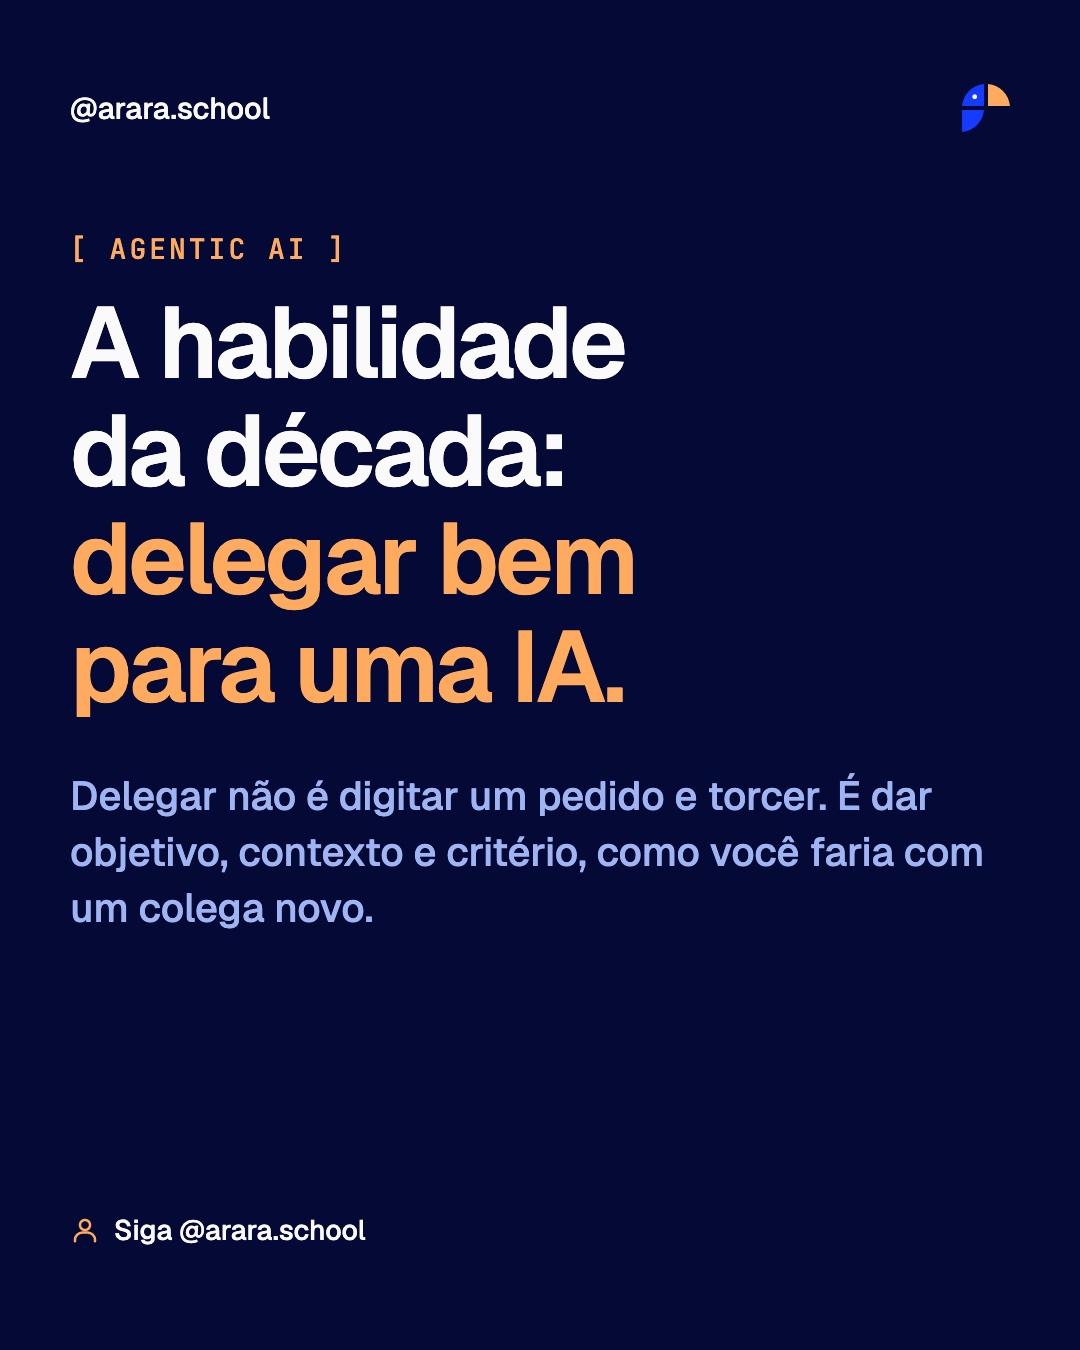 @arara.school
[ AGENTIC AI ]
A habilidade
da década:
delegar bem
para uma IA.
Delegar não é digitar um pedido e torcer. É dar
objetivo, contexto e critério, como você faria com
um colega novo.
Siga @arara.school